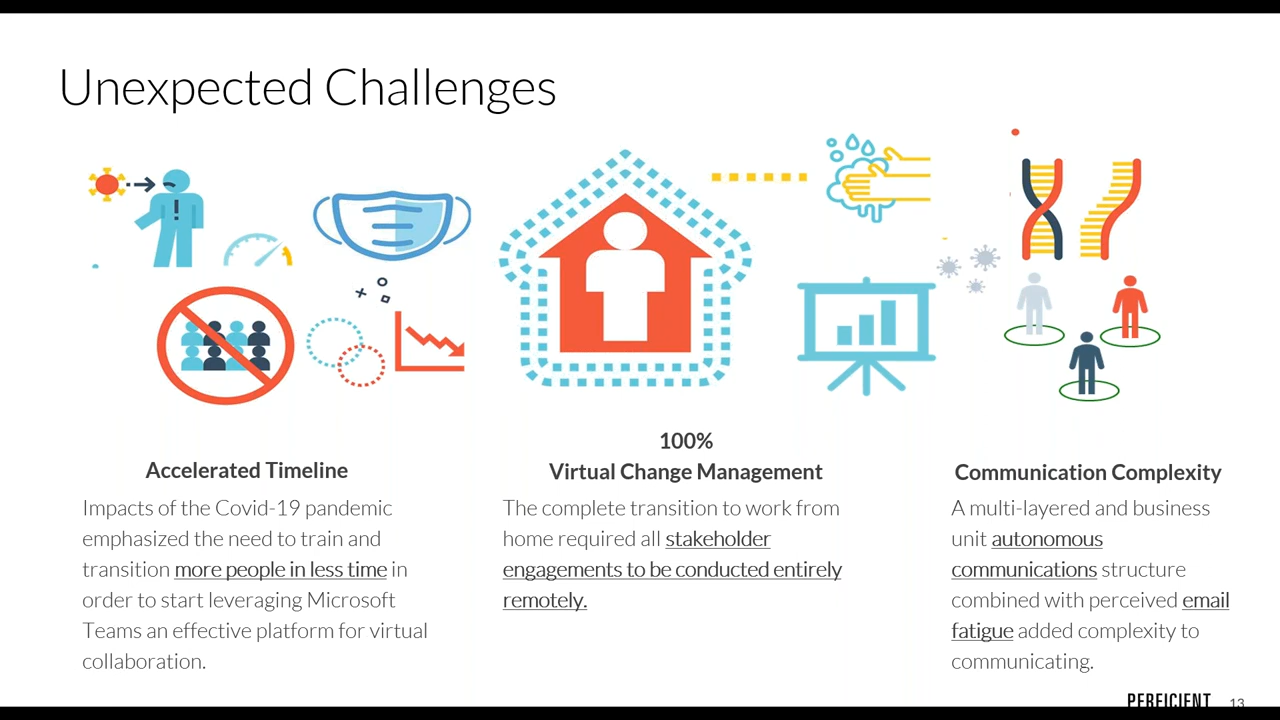 Unexpected Challenges
Accelerated Timeline
Impacts of the Covid-19 pandemic
emphasized the need to train and
transition more people in less time in
order to start leveraging Microsoft
Teams an effective platform for virtual
collaboration.
100%
Virtual Change Management
The complete transition to work from
home required all stakeholder
engagements to be conducted entirely
remotely.
Communication Complexity
A multi-layered and business
unit autonomous
communications structure
combined with perceived email
fatigue added complexity to
communicating.
PERFICIENT 13